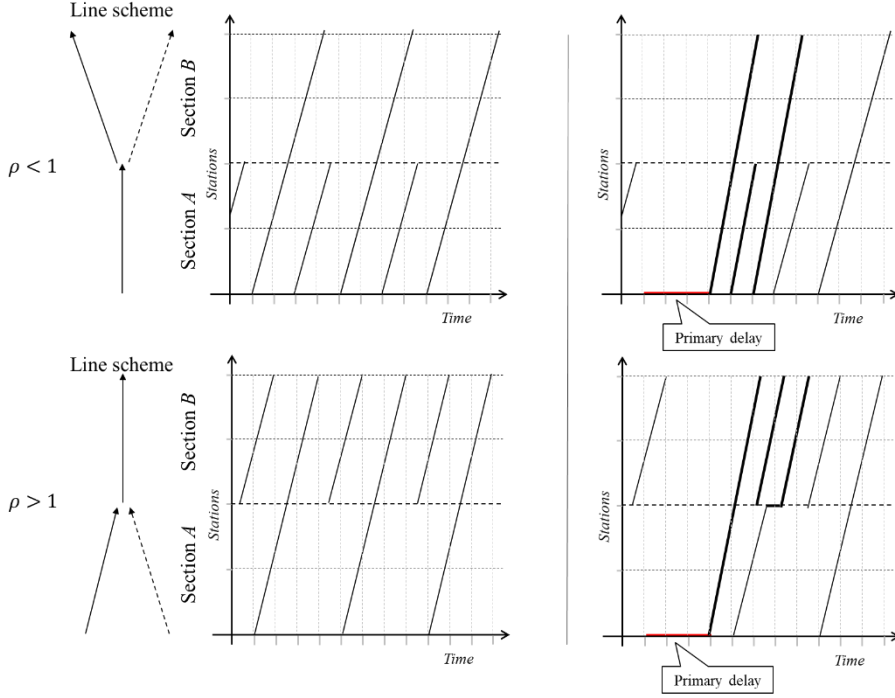 Line scheme
ρ < 1
Section B
Section A
Stations
Time
Time
Stations
Primary delay
Line scheme
ρ > 1
Section B
Section A
Stations
Time
Stations
Time
Primary delay